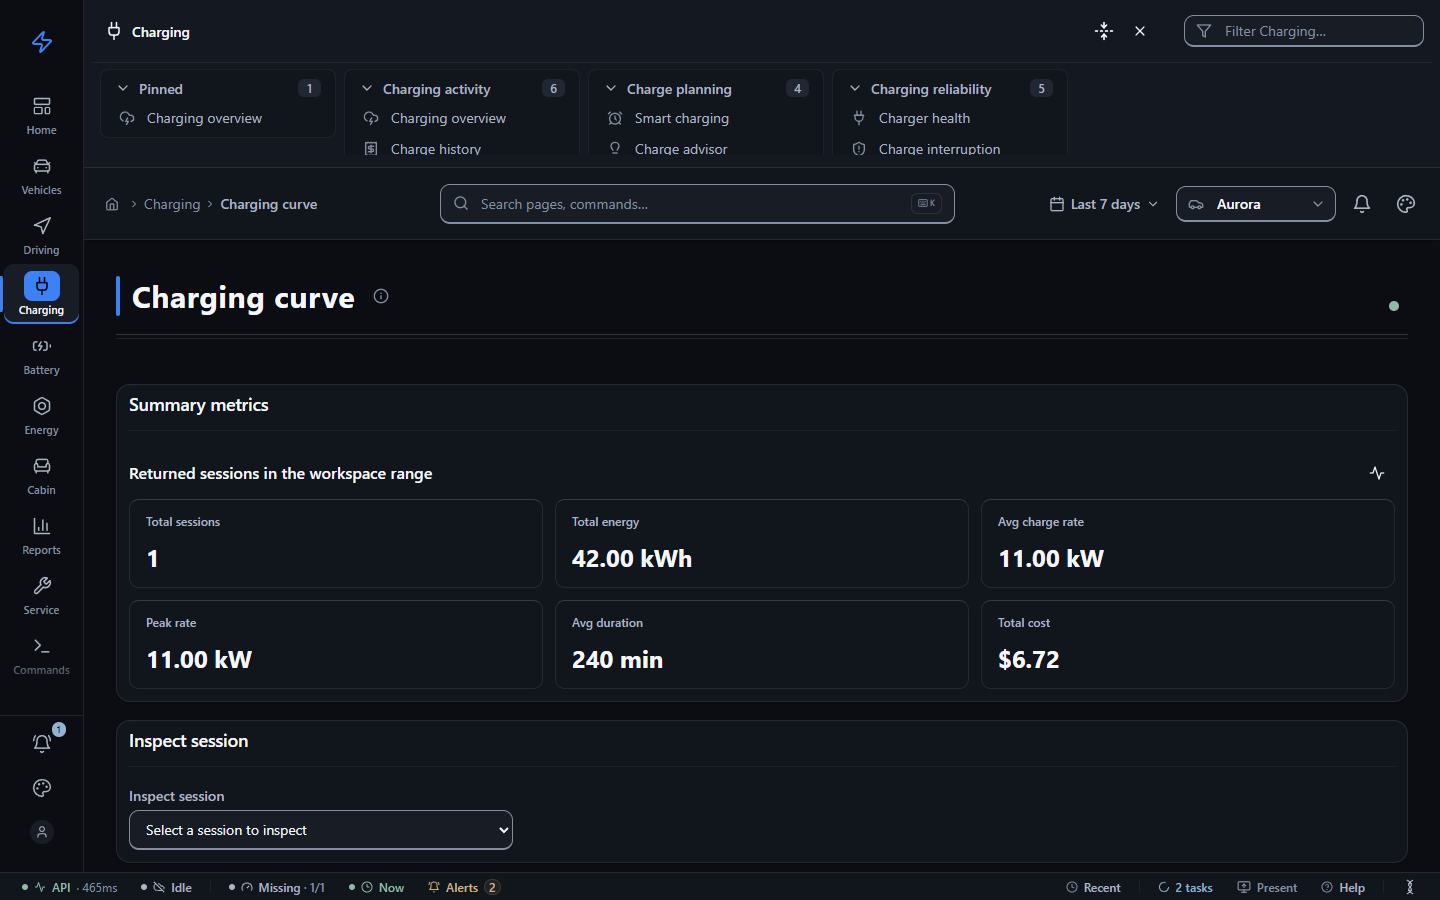 Charging
Filter Charging...
Pinned 1
Charging overview
Charging activity 6
Charging overview
Charge history
Charge planning 4
Smart charging
Charge advisor
Charging reliability 5
Charger health
Charge interruption
Home
Vehicles
Driving
Charging
Battery
Energy
Cabin
Reports
Service
Commands
1
Charging > Charging curve
Search pages, commands...
K
Last 7 days
Aurora
Charging curve
Summary metrics
Returned sessions in the workspace range
Total sessions
1
Total energy
42.00 kWh
Avg charge rate
11.00 kW
Peak rate
11.00 kW
Avg duration
240 min
Total cost
$6.72
Inspect session
Inspect session
Select a session to inspect
API · 465ms
Idle
Missing · 1/1
Now
Alerts 2
Recent
2 tasks
Present
Help